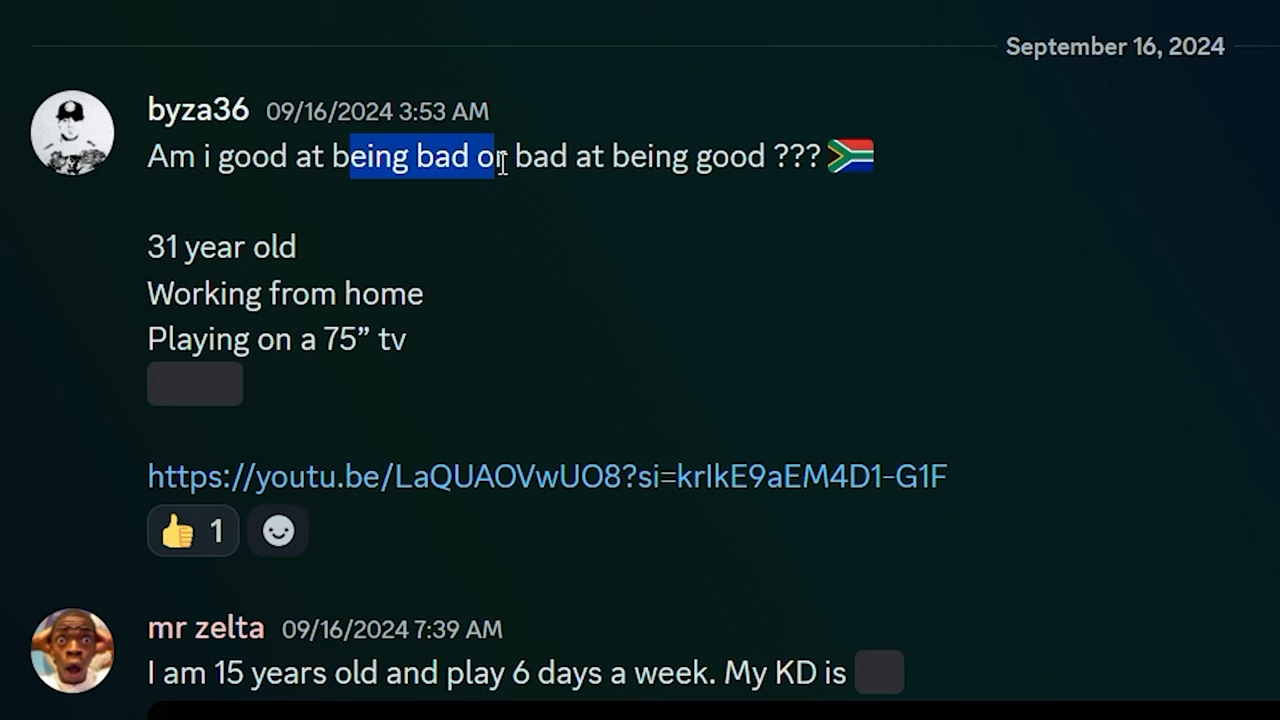 September 16, 2024
byza36 09/16/2024 3:53 AM
Am i good at being bad or bad at being good ???
31 year old
Working from home
Playing on a 75” tv
https://youtu.be/LaQUAOVwUO8?si=krIkE9aEM4D1-G1F
1
mr zelta 09/16/2024 7:39 AM
I am 15 years old and play 6 days a week. My KD is